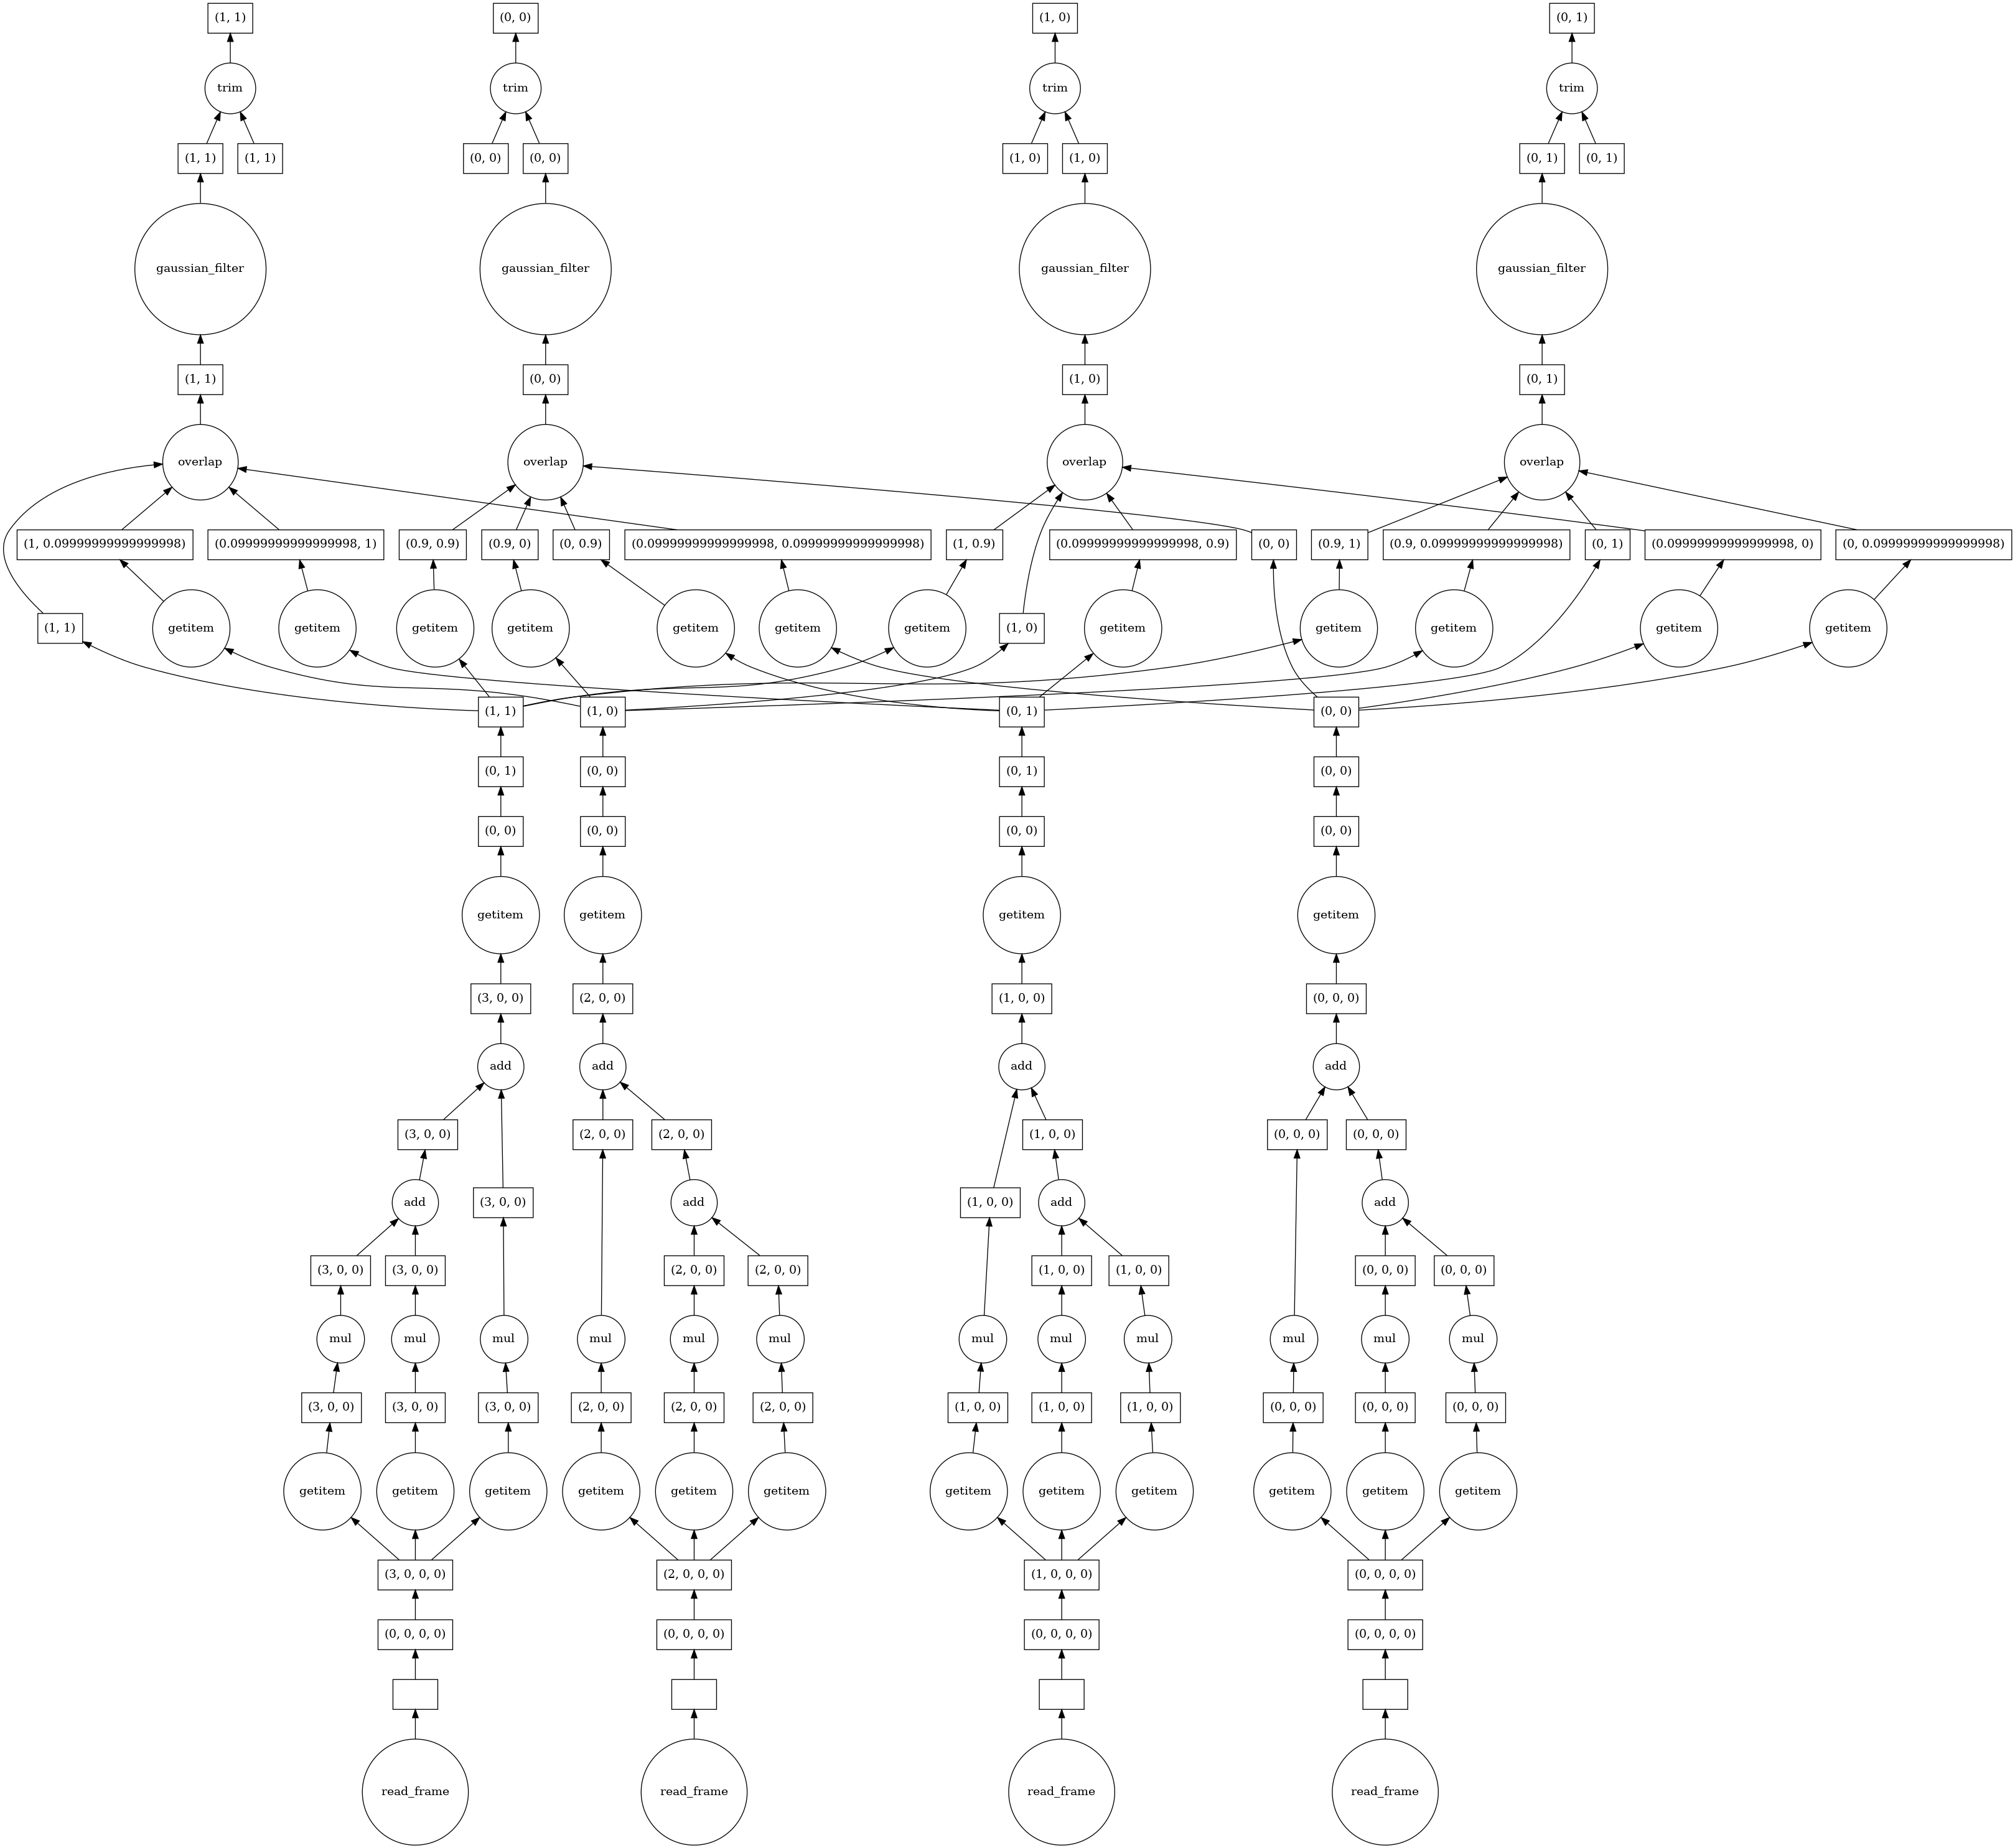 (1, 1)
(0, 0)
(1, 0)
(0, 1)
trim
trim
trim
trim
(1, 1)
(1, 1)
(0, 0)
(0, 0)
(1, 0)
(1, 0)
(0, 1)
(0, 1)
gaussian_filter
gaussian_filter
gaussian_filter
gaussian_filter
(1, 1)
(0, 0)
(1, 0)
(0, 1)
overlap
overlap
overlap
overlap
(1, 0.09999999999999998)
(0.09999999999999998, 1)
(0.9, 0.9)
(0.9, 0)
(0, 0.9)
(0.09999999999999998, 0.09999999999999998)
(1, 0.9)
(0.09999999999999998, 0.9)
(0, 0)
(0.9, 1)
(0.9, 0.09999999999999998)
(0, 1)
(0.09999999999999998, 0)
(0, 0.09999999999999998)
(1, 1)
getitem
getitem
getitem
getitem
getitem
getitem
getitem
(1, 0)
getitem
getitem
getitem
getitem
getitem
(1, 1)
(1, 0)
(0, 1)
(0, 0)
(0, 1)
(0, 0)
(0, 1)
(0, 0)
(0, 0)
(0, 0)
(0, 0)
(0, 0)
getitem
getitem
getitem
getitem
(3, 0, 0)
(2, 0, 0)
(1, 0, 0)
(0, 0, 0)
add
add
add
add
(3, 0, 0)
(2, 0, 0)
(2, 0, 0)
(1, 0, 0)
(0, 0, 0)
(0, 0, 0)
add
(3, 0, 0)
add
(1, 0, 0)
add
add
(3, 0, 0)
(3, 0, 0)
(2, 0, 0)
(2, 0, 0)
(1, 0, 0)
(1, 0, 0)
(0, 0, 0)
(0, 0, 0)
mul
mul
mul
mul
mul
mul
mul
mul
mul
mul
mul
mul
(3, 0, 0)
(3, 0, 0)
(3, 0, 0)
(2, 0, 0)
(2, 0, 0)
(2, 0, 0)
(1, 0, 0)
(1, 0, 0)
(1, 0, 0)
(0, 0, 0)
(0, 0, 0)
(0, 0, 0)
getitem
getitem
getitem
getitem
getitem
getitem
getitem
getitem
getitem
getitem
getitem
getitem
(3, 0, 0, 0)
(2, 0, 0, 0)
(1, 0, 0, 0)
(0, 0, 0, 0)
(0, 0, 0, 0)
(0, 0, 0, 0)
(0, 0, 0, 0)
(0, 0, 0, 0)
read_frame
read_frame
read_frame
read_frame